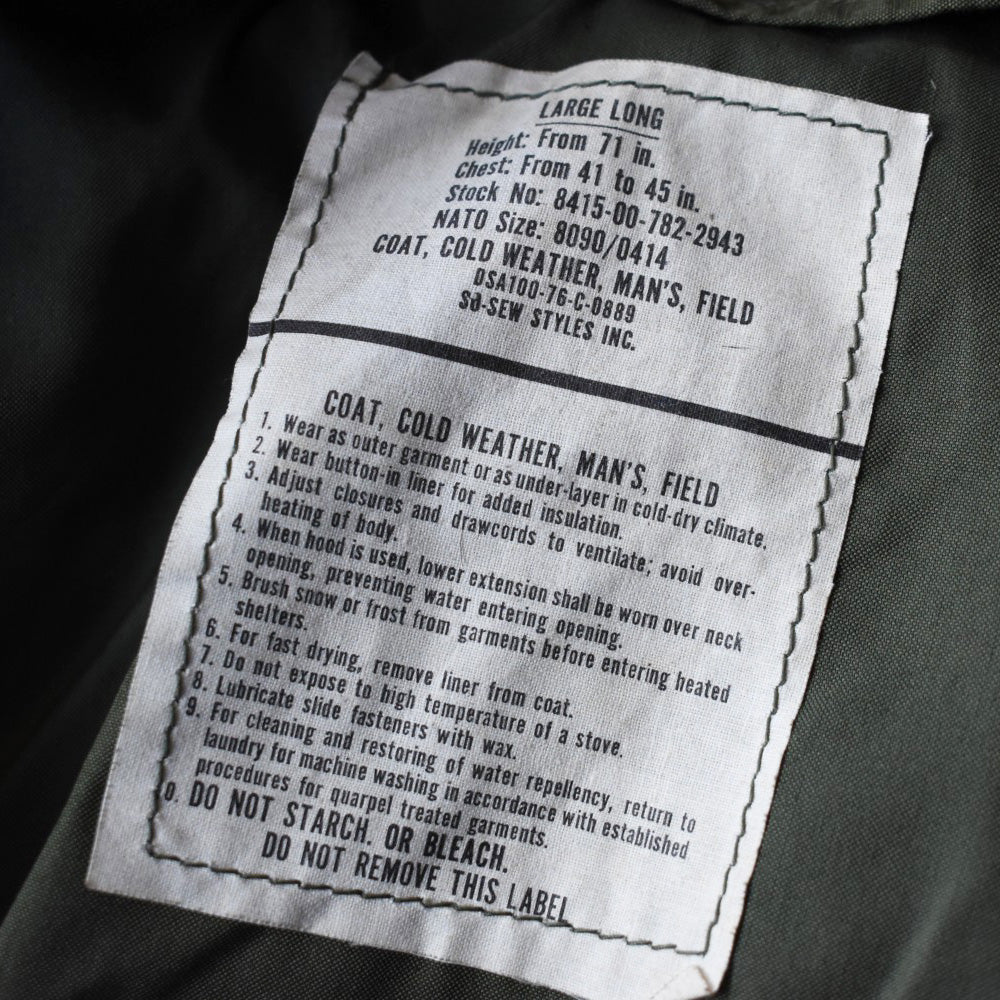 LARGE LONG
Height: From 71 in.
Chest: From 41 to 45 in.
Stock No: 8415-00-782-2943
NATO Size: 8090/0414
COAT, COLD WEATHER, MAN'S, FIELD
DSA100-76-C-0889
SO-SEW STYLES INC.
COAT, COLD WEATHER, MAN'S, FIELD
1. Wear as outer garment or as under-layer in cold-dry climate.
2. Wear button-in liner for added insulation.
3. Adjust closures and drawcords to ventilate; avoid over-
heating of body.
4. When hood is used, lower extension shall be worn over neck
opening, preventing water entering opening.
5. Brush snow or frost from garments before entering heated
shelters.
6. For fast drying, remove liner from coat.
7. Do not expose to high temperature of a stove.
8. Lubricate slide fasteners with wax.
9. For cleaning and restoring of water repellency, return to
laundry for machine washing in accordance with established
procedures for quarpel treated garments.
0. DO NOT STARCH. OR BLEACH.
DO NOT REMOVE THIS LABEL